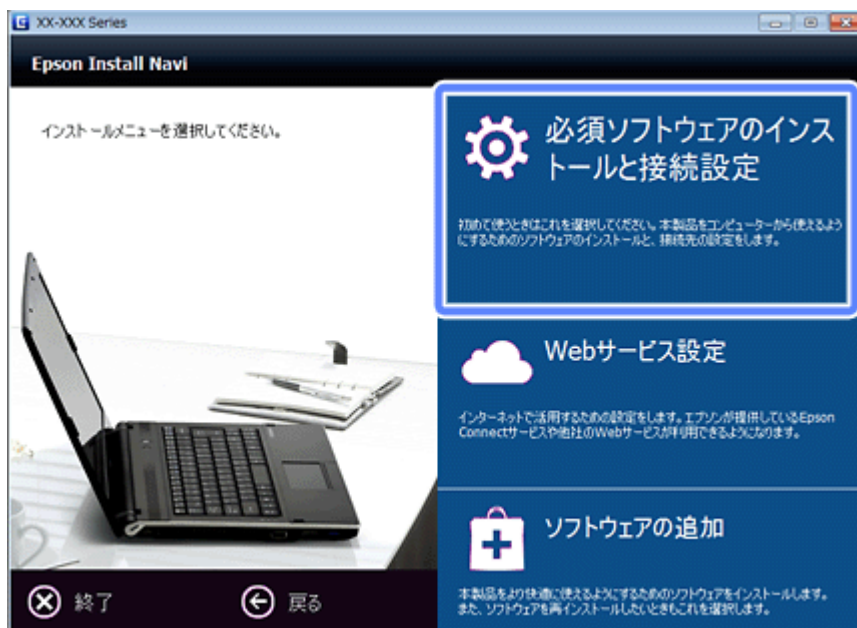 XX-XXX Series
Epson Install Navi
インストールメニューを選択してください。
必須ソフトウェアのインス
トールと接続設定
初めて使うときはこれを選択してください。本製品をコンピューターから使えるよう
にするためのソフトウェアのインストールと、接続先の設定をします。
Webサービス設定
インターネットで活用するための設定をします。エプソンが提供しているEpson
Connectサービスや他社のWebサービスが利用できるようになります。
ソフトウェアの追加
本製品をより快適に使えるようにするためのソフトウェアをインストールします。
また、ソフトウェアを再インストールしたいときもこれを選択します。
終了
戻る